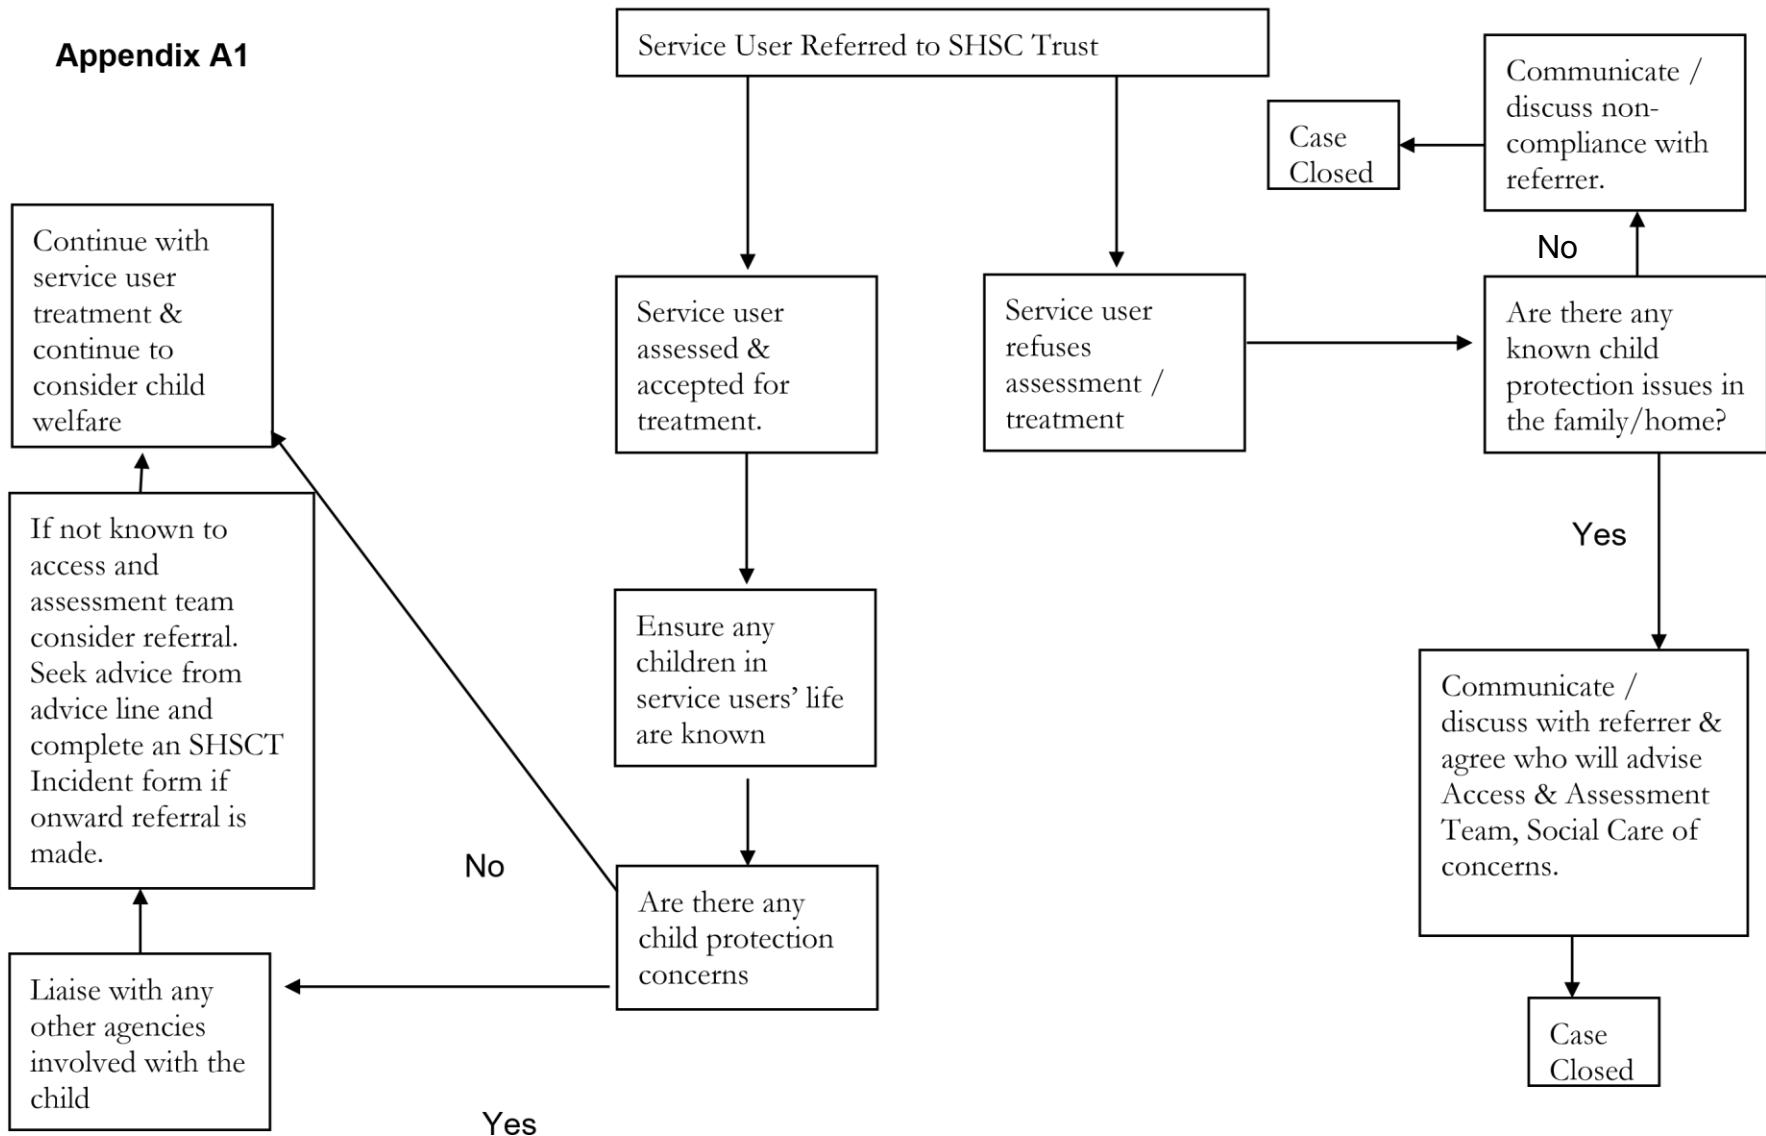 Appendix A1
Service User Referred to SHSC Trust
Communicate /
discuss non-
compliance with
referrer.
Case
Closed
No
Continue with
service user
treatment &
continue to
consider child
welfare
Service user
assessed &
accepted for
treatment.
Service user
refuses
assessment /
treatment
Are there any
known child
protection issues in
the family/home?
Yes
If not known to
access and
assessment team
consider referral.
Seek advice from
advice line and
complete an SHSCT
Incident form if
onward referral is
made.
Ensure any
children in
service users’ life
are known
Communicate /
discuss with referrer &
agree who will advise
Access & Assessment
Team, Social Care of
concerns.
No
Are there any
child protection
concerns
Liaise with any
other agencies
involved with the
child
Yes
Case
Closed